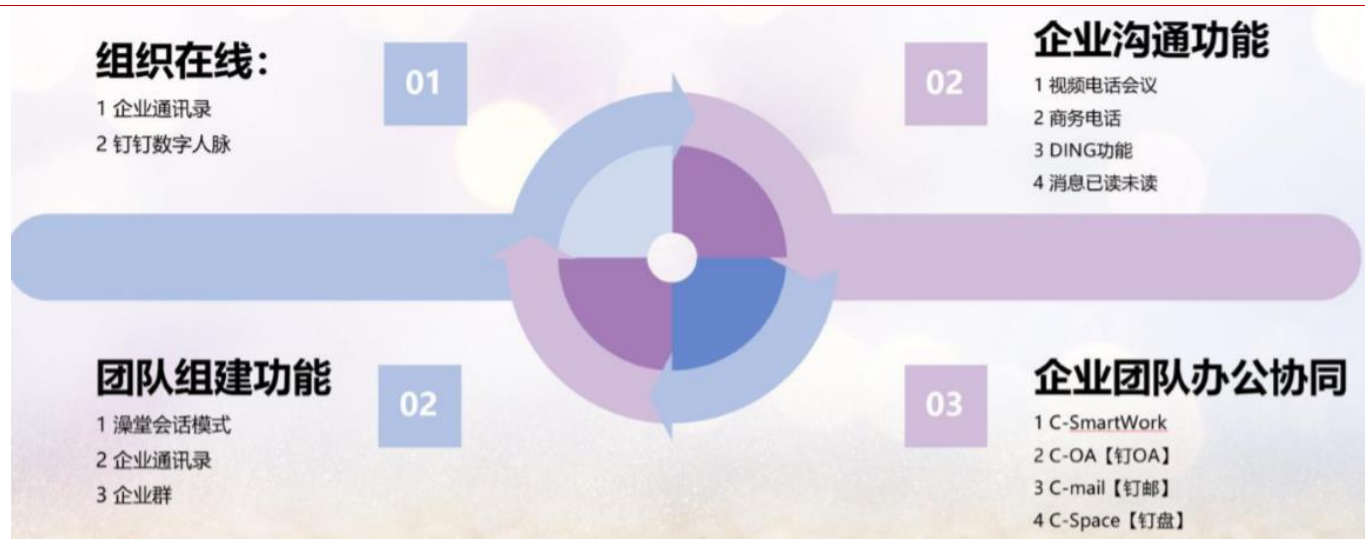 组织在线：
1 企业通讯录
2 钉钉数字人脉
01
02
企业沟通功能
1 视频电话会议
2 商务电话
3 DING功能
4 消息已读未读
团队组建功能
1 澡堂会话模式
2 企业通讯录
3 企业群
02
03
企业团队办公协同
1 C-SmartWork
2 C-OA【钉OA】
3 C-mail【钉邮】
4 C-Space【钉盘】